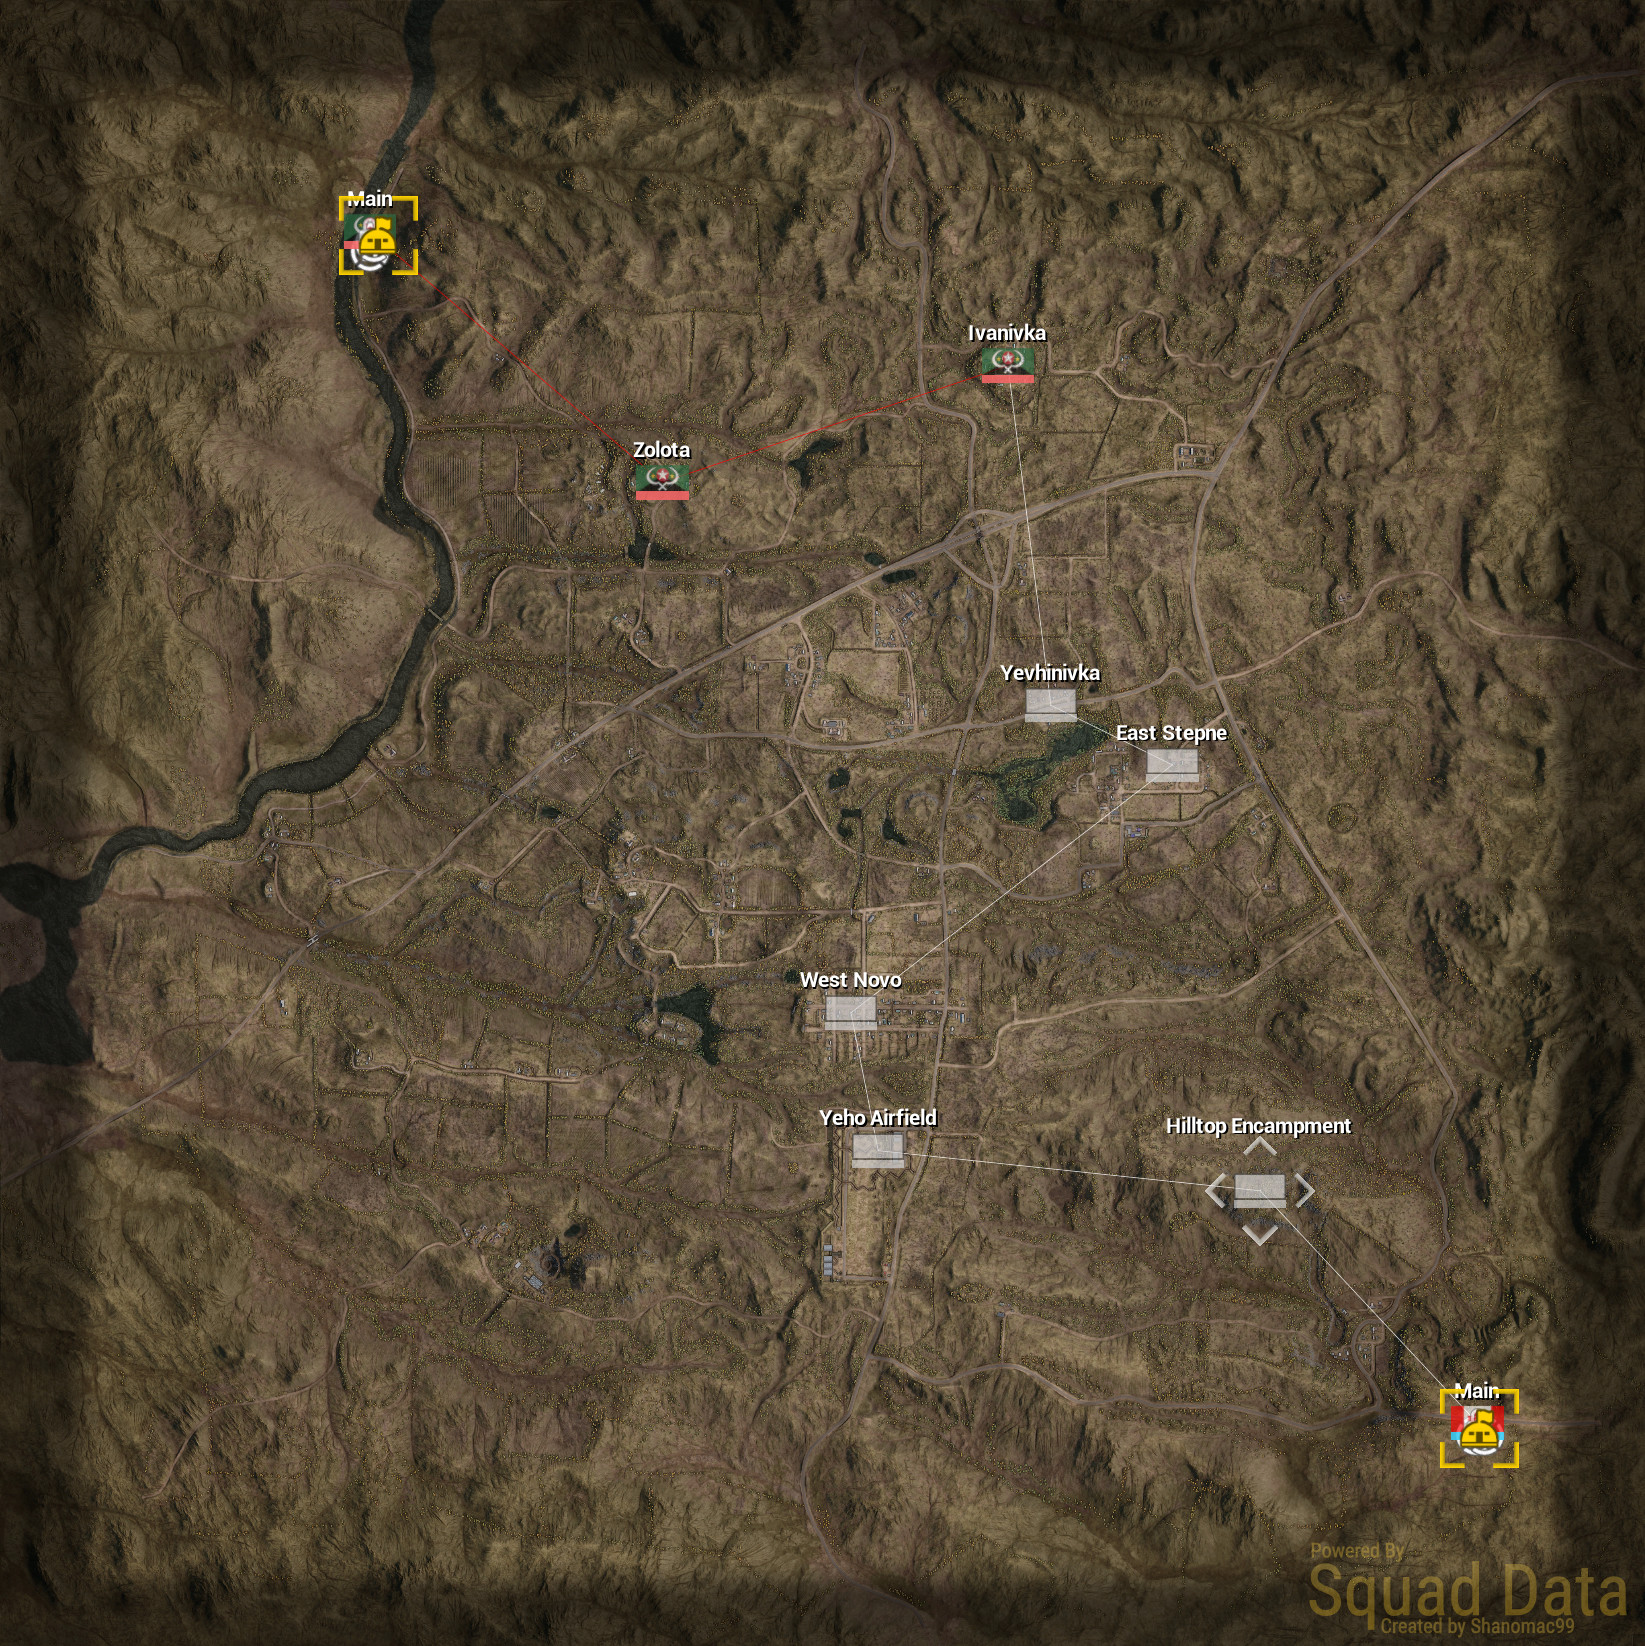 Main
Ivanivka
Zolota
Yevhinivka
East Stepne
West Novo
Yeho Airfield
Hilltop Encampment
Main
Powered By
Squad Data
Created by Shanomac99